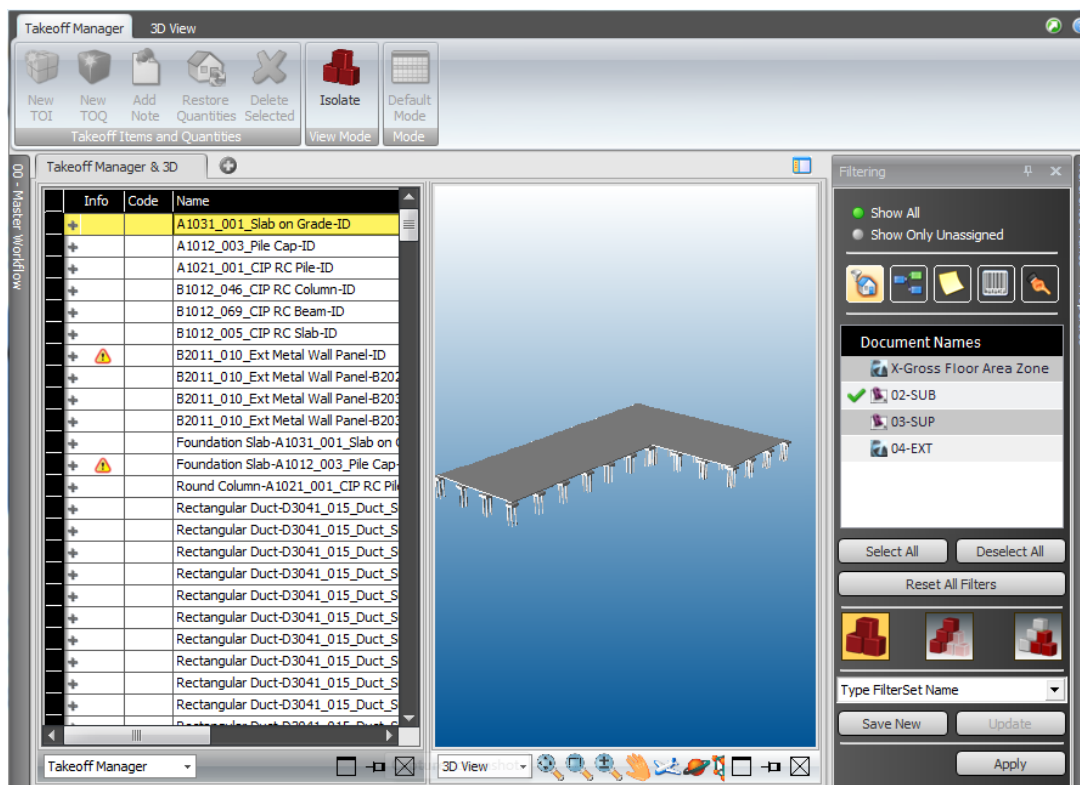 Takeoff Manager 3D View
New TOI
New TOQ
Add Note
Restore Quantities
Delete Selected
Isolate
Default Mode
Takeoff Items and Quantities
View Mode
Mode
00 - Master Workflow
Takeoff Manager & 3D
Info Code Name
A1031_001_Slab on Grade-ID
A1012_003_Pile Cap-ID
A1021_001_CIP RC Pile-ID
B1012_046_CIP RC Column-ID
B1012_069_CIP RC Beam-ID
B1012_005_CIP RC Slab-ID
B2011_010_Ext Metal Wall Panel-ID
B2011_010_Ext Metal Wall Panel-B202
B2011_010_Ext Metal Wall Panel-B203
B2011_010_Ext Metal Wall Panel-B203
Foundation Slab-A1031_001_Slab on
Foundation Slab-A1012_003_Pile Cap-
Round Column-A1021_001_CIP RC Pil
Rectangular Duct-D3041_015_Duct_S
Rectangular Duct-D3041_015_Duct_S
Rectangular Duct-D3041_015_Duct_S
Rectangular Duct-D3041_015_Duct_S
Rectangular Duct-D3041_015_Duct_S
Rectangular Duct-D3041_015_Duct_S
Rectangular Duct-D3041_015_Duct_S
Rectangular Duct-D3041_015_Duct_S
Rectangular Duct-D3041_015_Duct_S
Rectangular Duct-D3041_015_Duct_S
Rectangular Duct-D3041_015_Duct_S
Takeoff Manager
3D View
Filtering
Show All
Show Only Unassigned
Document Names
X-Gross Floor Area Zone
02-SUB
03-SUP
04-EXT
Select All Deselect All
Reset All Filters
Type FilterSet Name
Save New Update
Apply